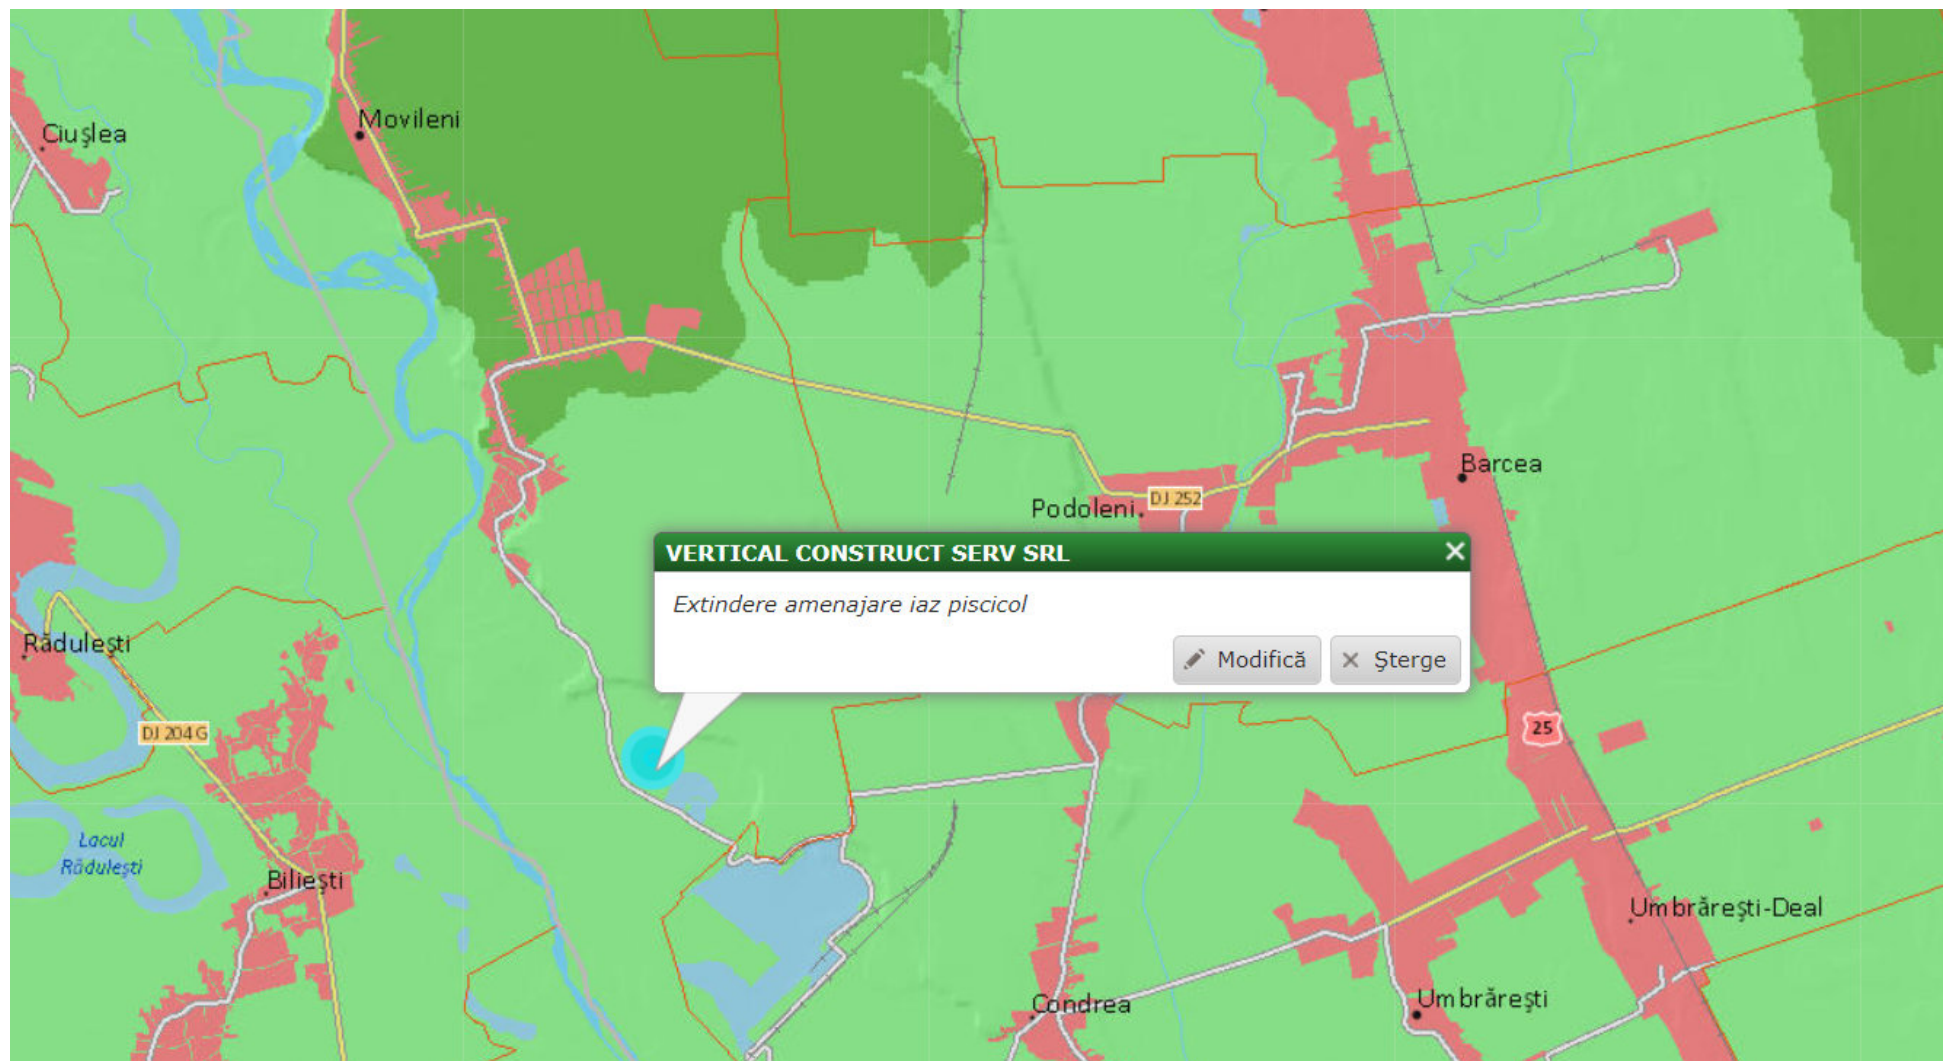 Movileni
Ciuşlea
Barcea
Podoleni
DJ 252
VERTICAL CONSTRUCT SERV SRL
Extindere amenajare iaz piscicol
Modifică
Şterge
Răduleşti
DJ 204 G
25
Lacul
Răduleşti
Bilieşti
Umbrăreşti-Deal
Condrea
Umbrăreşti